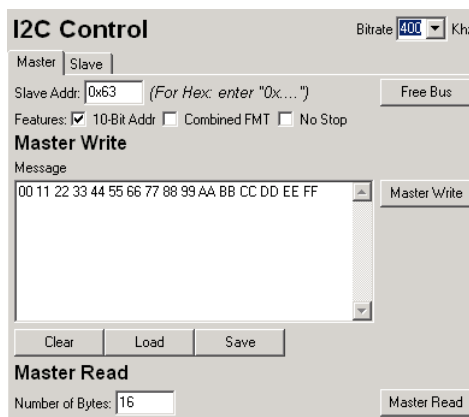 I2C Control
Bitrate 400 Khz
Master Slave
Slave Addr: 0x63 (For Hex: enter "0x....") Free Bus
Features: 10-Bit Addr Combined FMT No Stop
Master Write
Message
00 11 22 33 44 55 66 77 88 99 AA BB CC DD EE FF Master Write
Clear Load Save
Master Read
Number of Bytes: 16 Master Read